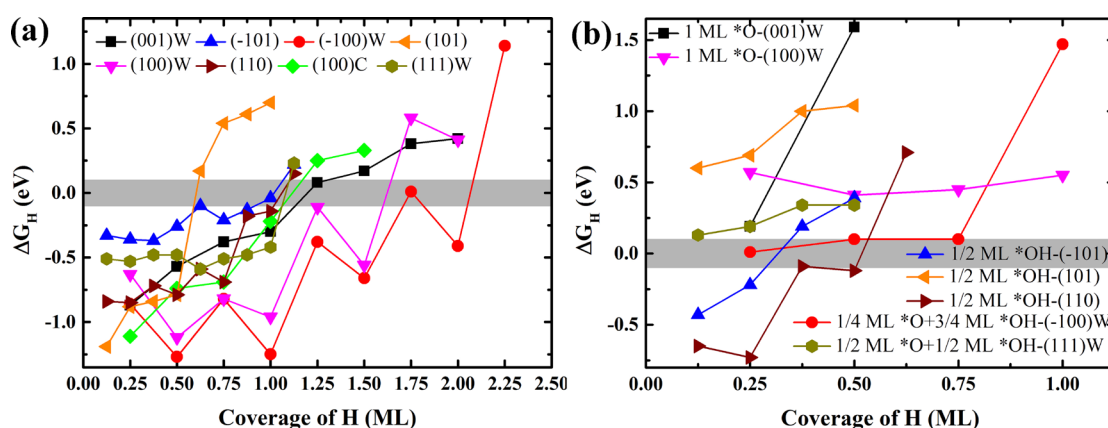 (a)
(001)W (-101) (-100)W (101)
(100)W (110) (100)C (111)W
1.0
0.5
0.0
-0.5
-1.0
ΔG_H (eV)
0.00 0.25 0.50 0.75 1.00 1.25 1.50 1.75 2.00 2.25 2.50
Coverage of H (ML)
(b)
1 ML *O-(001)W
1 ML *O-(100)W
1.5
1.0
0.5
0.0
-0.5
ΔG_H (eV)
1/2 ML *OH-(-101)
1/2 ML *OH-(101)
1/2 ML *OH-(110)
1/4 ML *O+3/4 ML *OH-(-100)W
1/2 ML *O+1/2 ML *OH-(111)W
0.00 0.25 0.50 0.75 1.00
Coverage of H (ML)